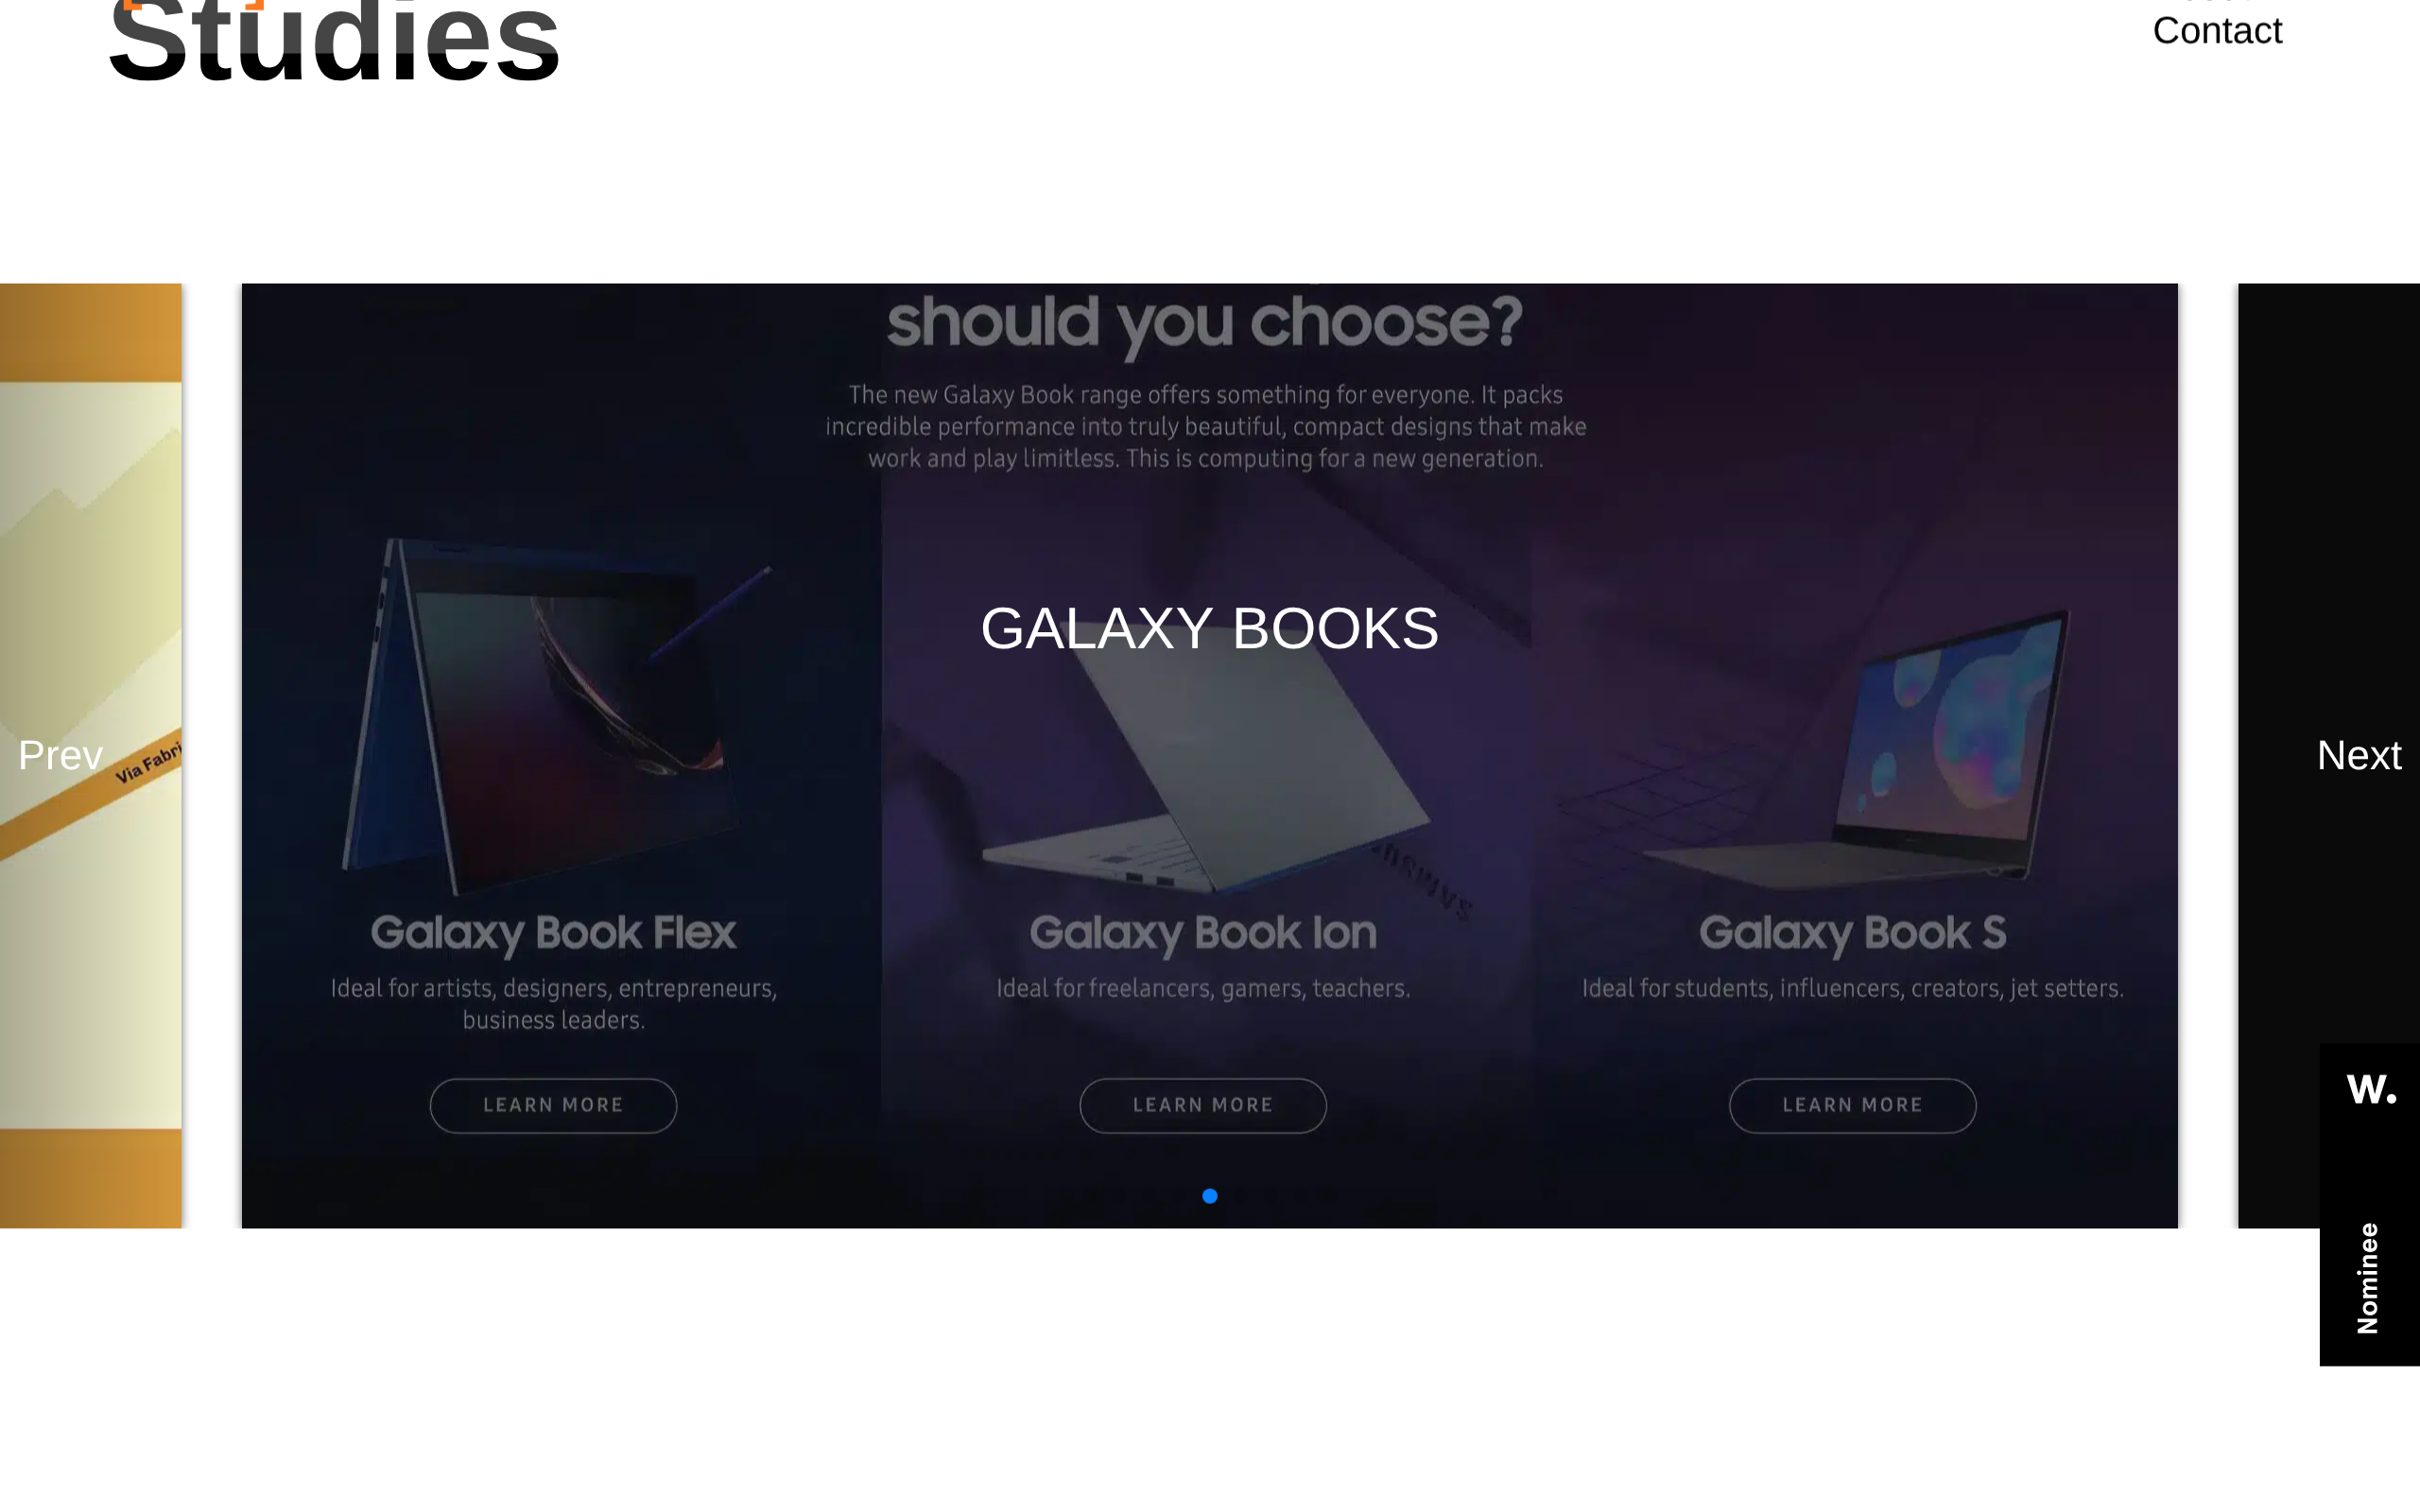 Studies
Contact
should you choose?
The new Galaxy Book range offers something for everyone. It packs
incredible performance into truly beautiful, compact designs that make
work and play limitless. This is computing for a new generation.
GALAXY BOOKS
Prev
Via Fabri
Next
SAMSUNG
Galaxy Book Flex
Ideal for artists, designers, entrepreneurs,
business leaders.
LEARN MORE
Galaxy Book Ion
Ideal for freelancers, gamers, teachers.
LEARN MORE
Galaxy Book S
Ideal for students, influencers, creators, jet setters.
LEARN MORE
W.
Nominee